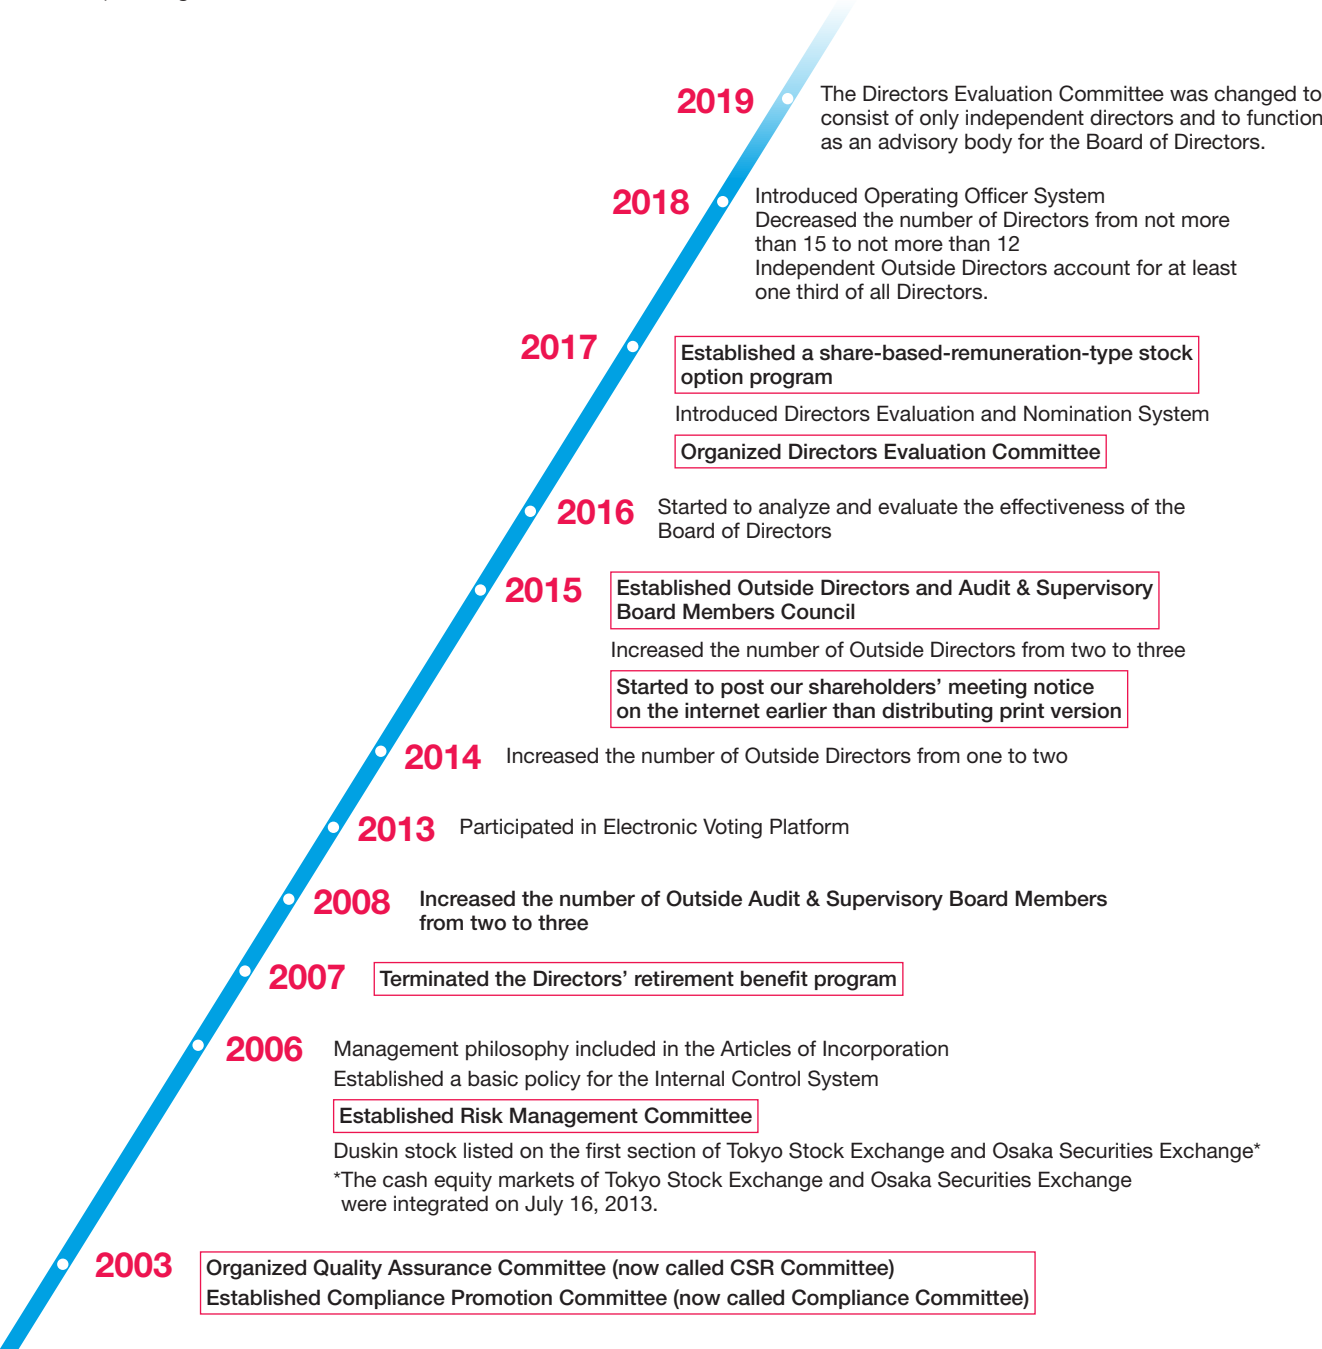 2019
The Directors Evaluation Committee was changed to
consist of only independent directors and to function
as an advisory body for the Board of Directors.
2018
Introduced Operating Officer System
Decreased the number of Directors from not more
than 15 to not more than 12
Independent Outside Directors account for at least
one third of all Directors.
2017
Established a share-based-remuneration-type stock
option program
Introduced Directors Evaluation and Nomination System
Organized Directors Evaluation Committee
2016
Started to analyze and evaluate the effectiveness of the
Board of Directors
2015
Established Outside Directors and Audit & Supervisory
Board Members Council
Increased the number of Outside Directors from two to three
Started to post our shareholders’ meeting notice
on the internet earlier than distributing print version
2014
Increased the number of Outside Directors from one to two
2013
Participated in Electronic Voting Platform
2008
Increased the number of Outside Audit & Supervisory Board Members
from two to three
2007
Terminated the Directors’ retirement benefit program
2006
Management philosophy included in the Articles of Incorporation
Established a basic policy for the Internal Control System
Established Risk Management Committee
Duskin stock listed on the first section of Tokyo Stock Exchange and Osaka Securities Exchange*
*The cash equity markets of Tokyo Stock Exchange and Osaka Securities Exchange
were integrated on July 16, 2013.
2003
Organized Quality Assurance Committee (now called CSR Committee)
Established Compliance Promotion Committee (now called Compliance Committee)